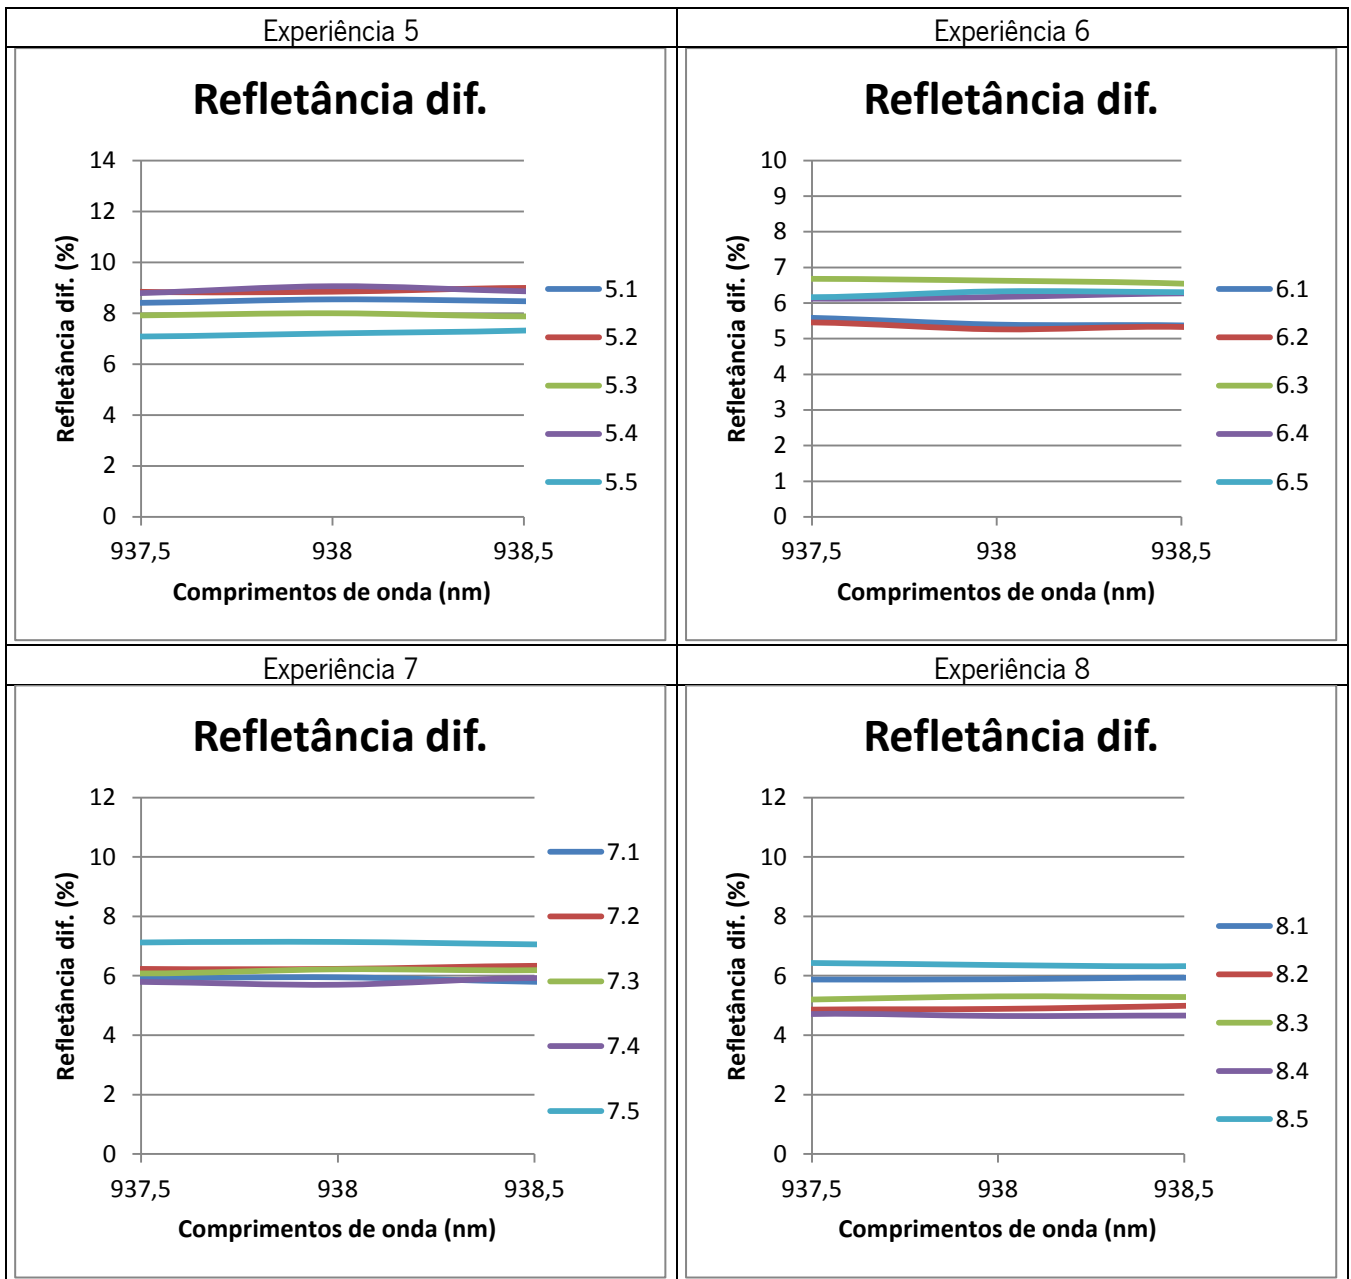 Experiência 5
Refletância dif.
Refletância dif. (%)
14
12
10
8
6
4
2
0
937,5 938 938,5
Comprimentos de onda (nm)
5.1
5.2
5.3
5.4
5.5
Experiência 6
Refletância dif.
Refletância dif. (%)
10
9
8
7
6
5
4
3
2
1
0
937,5 938 938,5
Comprimentos de onda (nm)
6.1
6.2
6.3
6.4
6.5
Experiência 7
Refletância dif.
Refletância dif. (%)
12
10
8
6
4
2
0
937,5 938 938,5
Comprimentos de onda (nm)
7.1
7.2
7.3
7.4
7.5
Experiência 8
Refletância dif.
Refletância dif. (%)
12
10
8
6
4
2
0
937,5 938 938,5
Comprimentos de onda (nm)
8.1
8.2
8.3
8.4
8.5